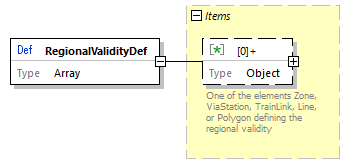 Items
Def RegionalValidityDef
Type Array
[*] [0]+
Type Object
One of the elements Zone,
ViaStation, TrainLink, Line,
or Polygon defining the
regional validity